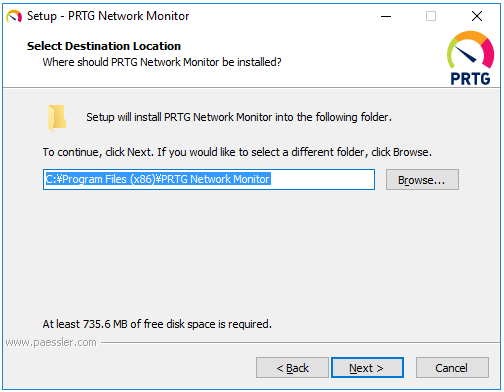 Setup - PRTG Network Monitor
Select Destination Location
Where should PRTG Network Monitor be installed?
PRTG
Setup will install PRTG Network Monitor into the following folder.
To continue, click Next. If you would like to select a different folder, click Browse.
C:¥Program Files (x86)¥PRTG Network Monitor
Browse...
At least 735.6 MB of free disk space is required.
www.paessler.com
< Back
Next >
Cancel